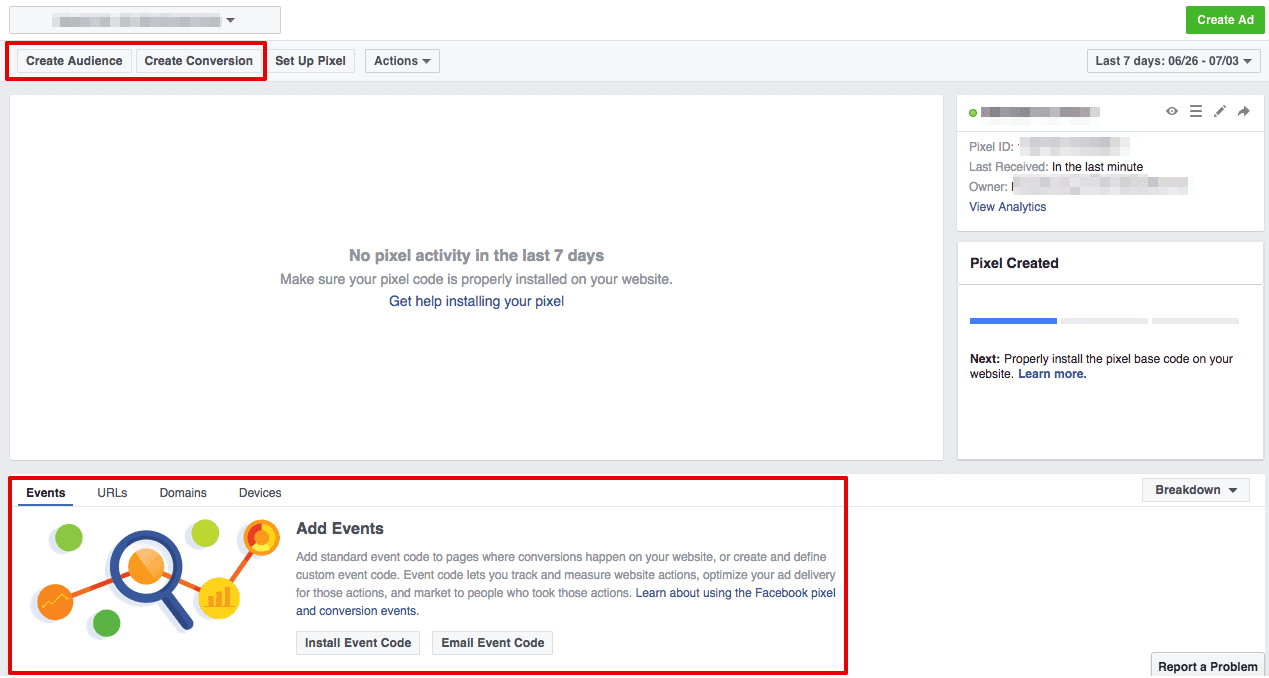 Create Ad
Create Audience
Create Conversion
Set Up Pixel
Actions
Last 7 days: 06/26 - 07/03
No pixel activity in the last 7 days
Make sure your pixel code is properly installed on your website.
Get help installing your pixel
Pixel ID:
Last Received: In the last minute
Owner:
View Analytics
Pixel Created
Next: Properly install the pixel base code on your
website. Learn more.
Events
URLs
Domains
Devices
Breakdown
Add Events
Add standard event code to pages where conversions happen on your website, or create and define
custom event code. Event code lets you track and measure website actions, optimize your ad delivery
for those actions, and market to people who took those actions. Learn about using the Facebook pixel
and conversion events.
Install Event Code
Email Event Code
Report a Problem